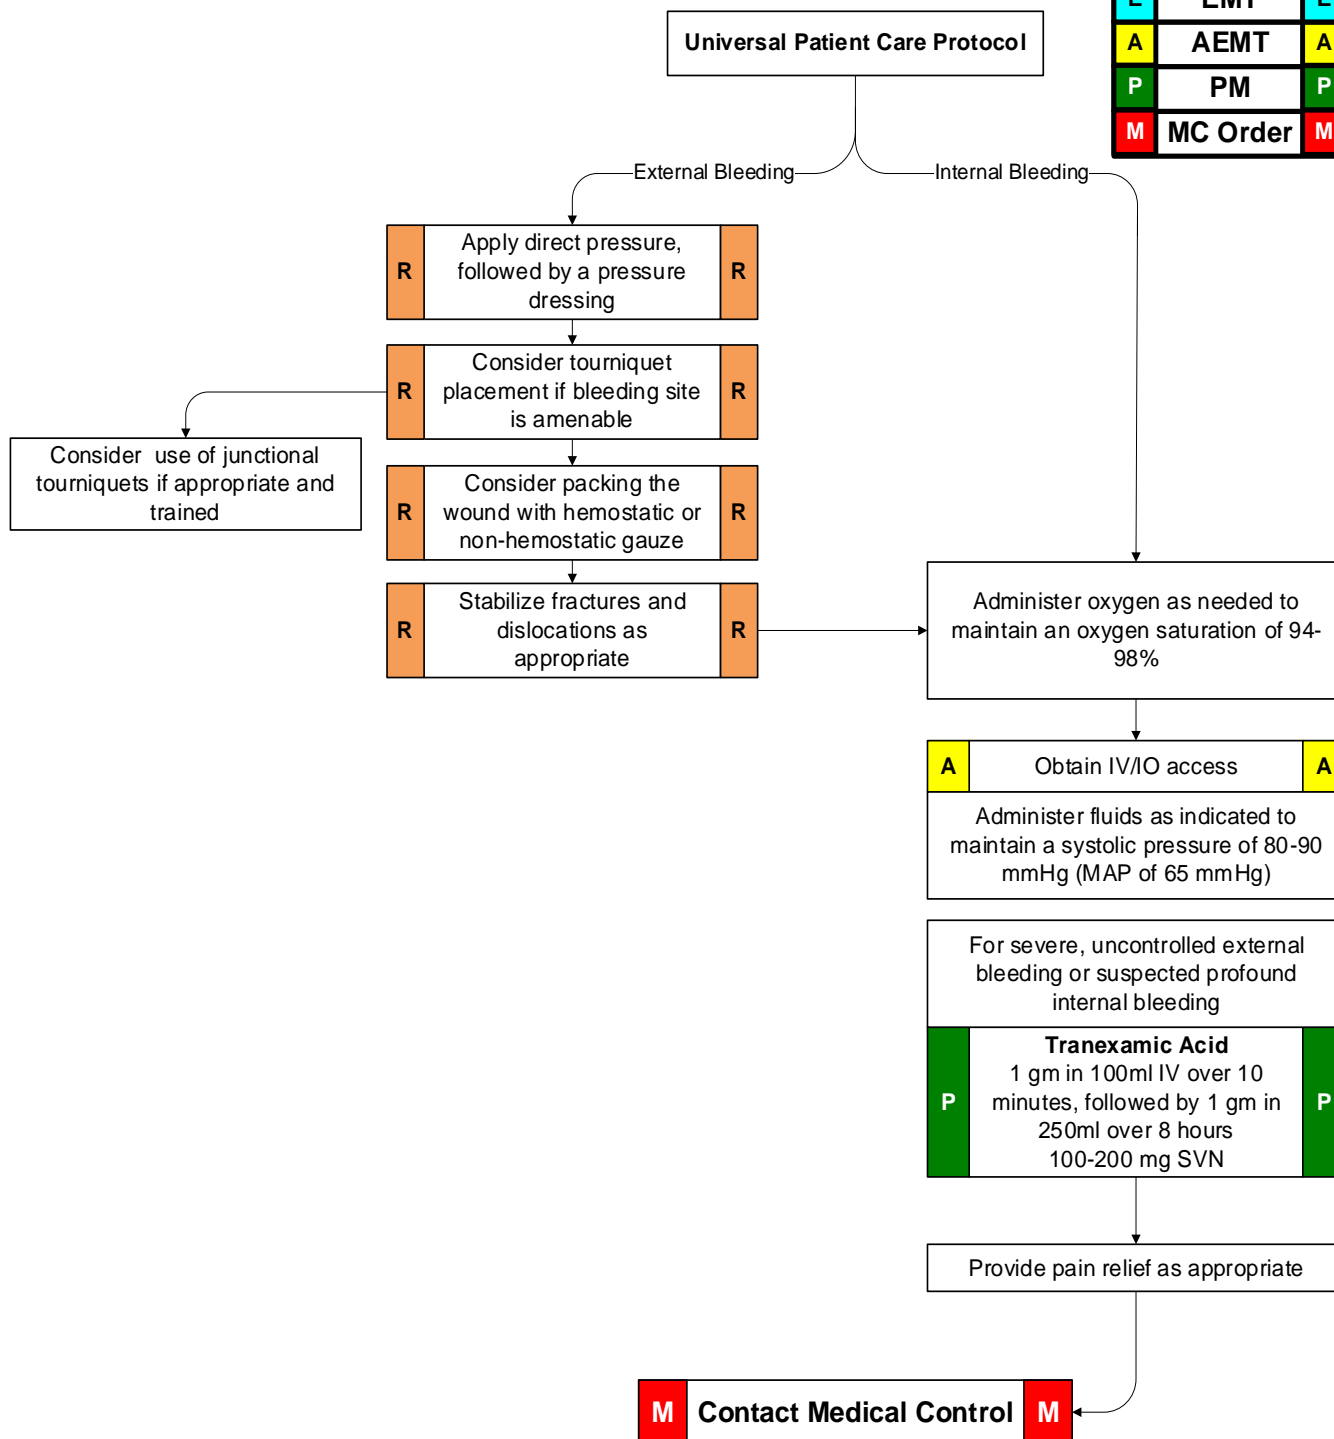 Universal Patient Care Protocol
E EMT E
A AEMT A
P PM P
M MC Order M
External Bleeding
Internal Bleeding
R R
Apply direct pressure,
followed by a pressure
dressing
R R
Consider tourniquet
placement if bleeding site
is amenable
Consider use of junctional
tourniquets if appropriate and
trained
R R
Consider packing the
wound with hemostatic or
non-hemostatic gauze
R R
Stabilize fractures and
dislocations as
appropriate
Administer oxygen as needed to
maintain an oxygen saturation of 94-
98%
A Obtain IV/IO access A
Administer fluids as indicated to
maintain a systolic pressure of 80-90
mmHg (MAP of 65 mmHg)
For severe, uncontrolled external
bleeding or suspected profound
internal bleeding
P P
Tranexamic Acid
1 gm in 100ml IV over 10
minutes, followed by 1 gm in
250ml over 8 hours
100-200 mg SVN
Provide pain relief as appropriate
M Contact Medical Control M